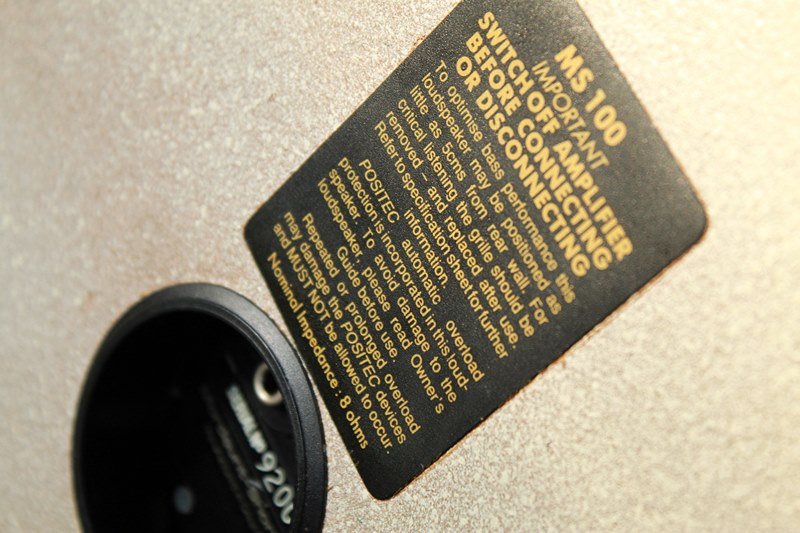 MS 100
IMPORTANT
SWITCH OFF AMPLIFIER
BEFORE CONNECTING
OR DISCONNECTING
To optimise bass performance this
loudspeaker may be positioned as
little as 5cms from rear wall. For
critical listening the grille should be
removed – and replaced after use.
Refer to specification sheet for further
information.
POSITEC automatic overload
protection is incorporated in this loud-
speaker. To avoid damage to the
loudspeaker, please read Owner's
Guide before use
Repeated or prolonged overload
may damage the POSITEC devices
and MUST NOT be allowed to occur.
Nominal Impedance : 8 ohms